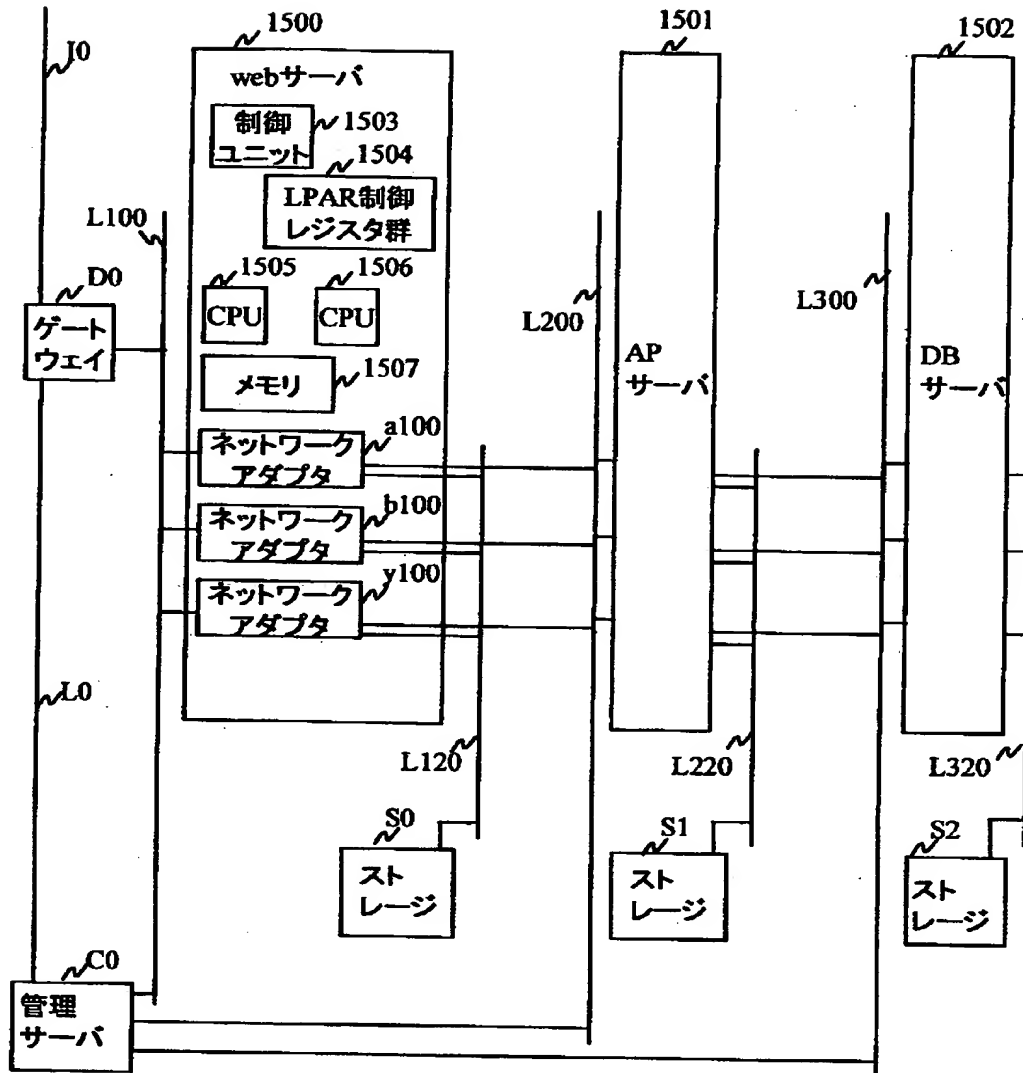 1500
1501
1502
I0
webサーバ
制御
ユニット
1503
1504
LPAR制御
レジスタ群
L100
1505
1506
D0
CPU
CPU
L200
L300
ゲート
ウェイ
AP
サーバ
DB
サーバ
メモリ
1507
a100
ネットワーク
アダプタ
b100
ネットワーク
アダプタ
y100
ネットワーク
アダプタ
L0
L120
L220
L320
S0
S1
S2
スト
レージ
スト
レージ
スト
レージ
C0
管理
サーバ